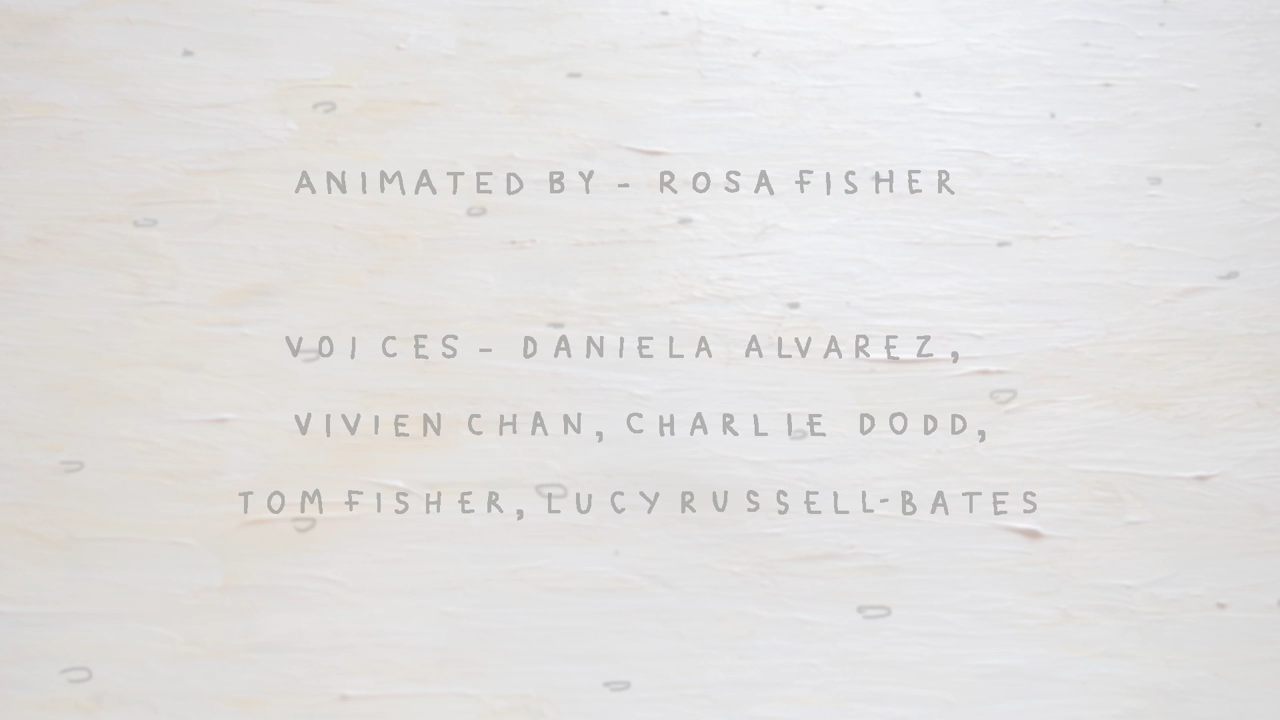 ANIMATED BY - ROSA FISHER
VOICES - DANIELA ALVAREZ,
VIVIEN CHAN, CHARLIE DODD,
TOM FISHER, LUCY RUSSELL-BATES